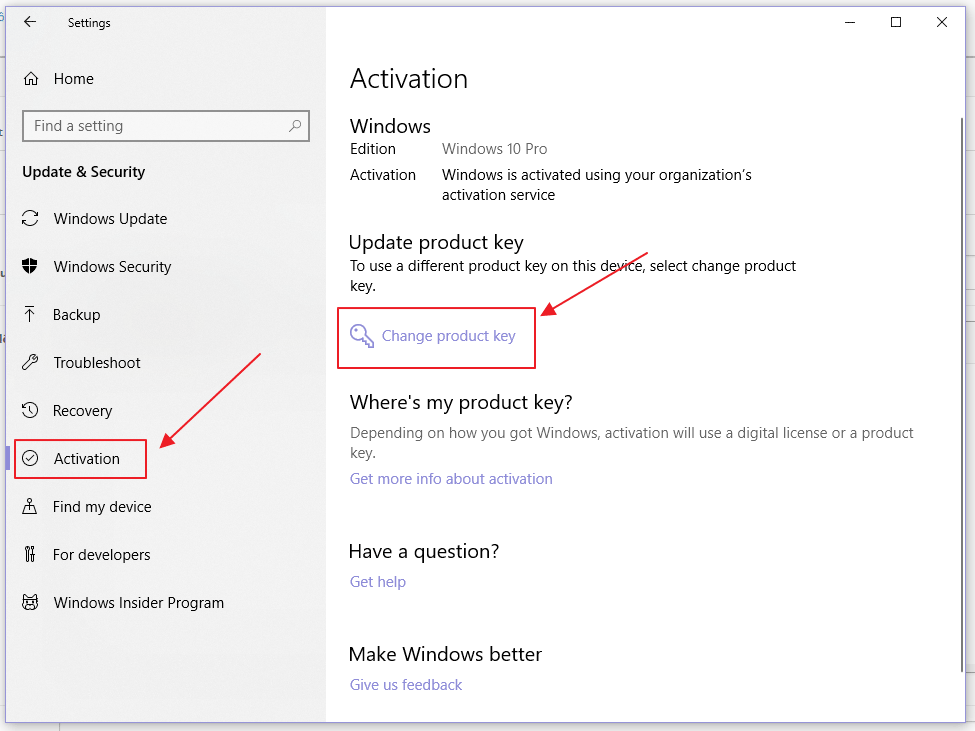 Settings
Home
Find a setting
Update & Security
Windows Update
Windows Security
Backup
Troubleshoot
Recovery
Activation
Find my device
For developers
Windows Insider Program
Activation
Windows
Edition Windows 10 Pro
Activation Windows is activated using your organization's
activation service
Update product key
To use a different product key on this device, select change product
key.
Change product key
Where's my product key?
Depending on how you got Windows, activation will use a digital license or a product
key.
Get more info about activation
Have a question?
Get help
Make Windows better
Give us feedback